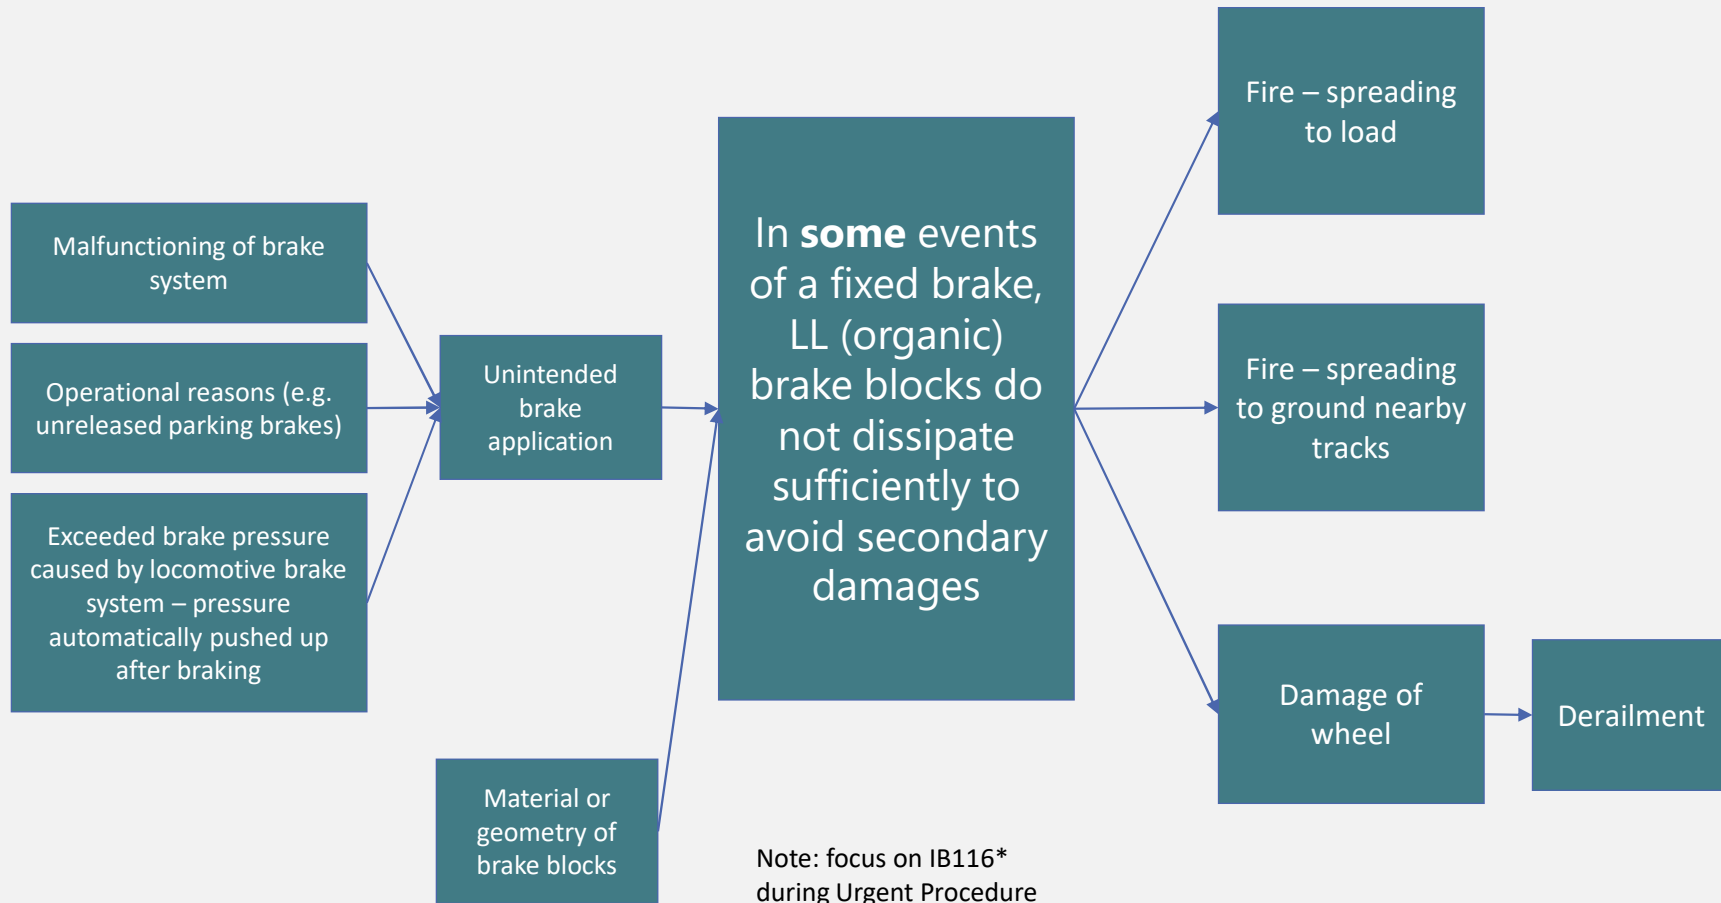 Malfunctioning of brake
system
Operational reasons (e.g.
unreleased parking brakes)
Exceeded brake pressure
caused by locomotive brake
system – pressure
automatically pushed up
after braking
Unintended
brake
application
Material or
geometry of
brake blocks
In some events
of a fixed brake,
LL (organic)
brake blocks do
not dissipate
sufficiently to
avoid secondary
damages
Fire – spreading
to load
Fire – spreading
to ground nearby
tracks
Damage of
wheel
Derailment
Note: focus on IB116*
during Urgent Procedure